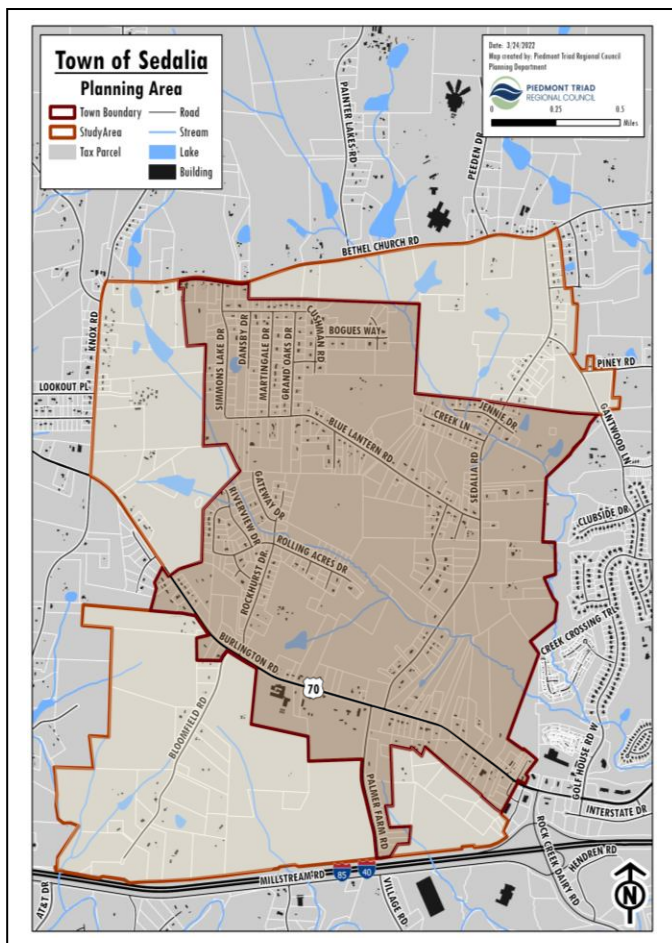 Town of Sedalia
Planning Area
Town Boundary
Study Area
Tax Parcel
Road
Stream
Lake
Building
Date: 3/24/2022
Map created by: Piedmont Triad Regional Council
Planning Department
PIEDMONT TRIAD
REGIONAL COUNCIL
0 0.25 0.5
Miles
PAINTER LAKES RD
PEEDEN DR
BETHEL CHURCH RD
KNOX RD
LOOKOUT PL
SIMMONS LAKE DR
DANSBY DR
MARTINGALE DR
GRAND OAKS DR
CUSHMAN RD
BOGUES WAY
PINEY RD
GANTWOOD LN
JENNIE DR
CREEK LN
BLUE LANTERN RD
SEDALIA RD
CLUBSIDE DR
GATEWAY DR
RIVERVIEW DR
ROLLING ACRES DR
ROCKHURST DR
CREEK CROSSING TRL
BURLINGTON RD
70
BLOOMFIELD RD
PALMER FARM RD
GOLF HOUSE RD W
INTERSTATE DR
ROCK CREEK DAIRY RD
HENDREN RD
MILLSTREAM RD
85
40
AT&T DR
VILLAGE RD
N